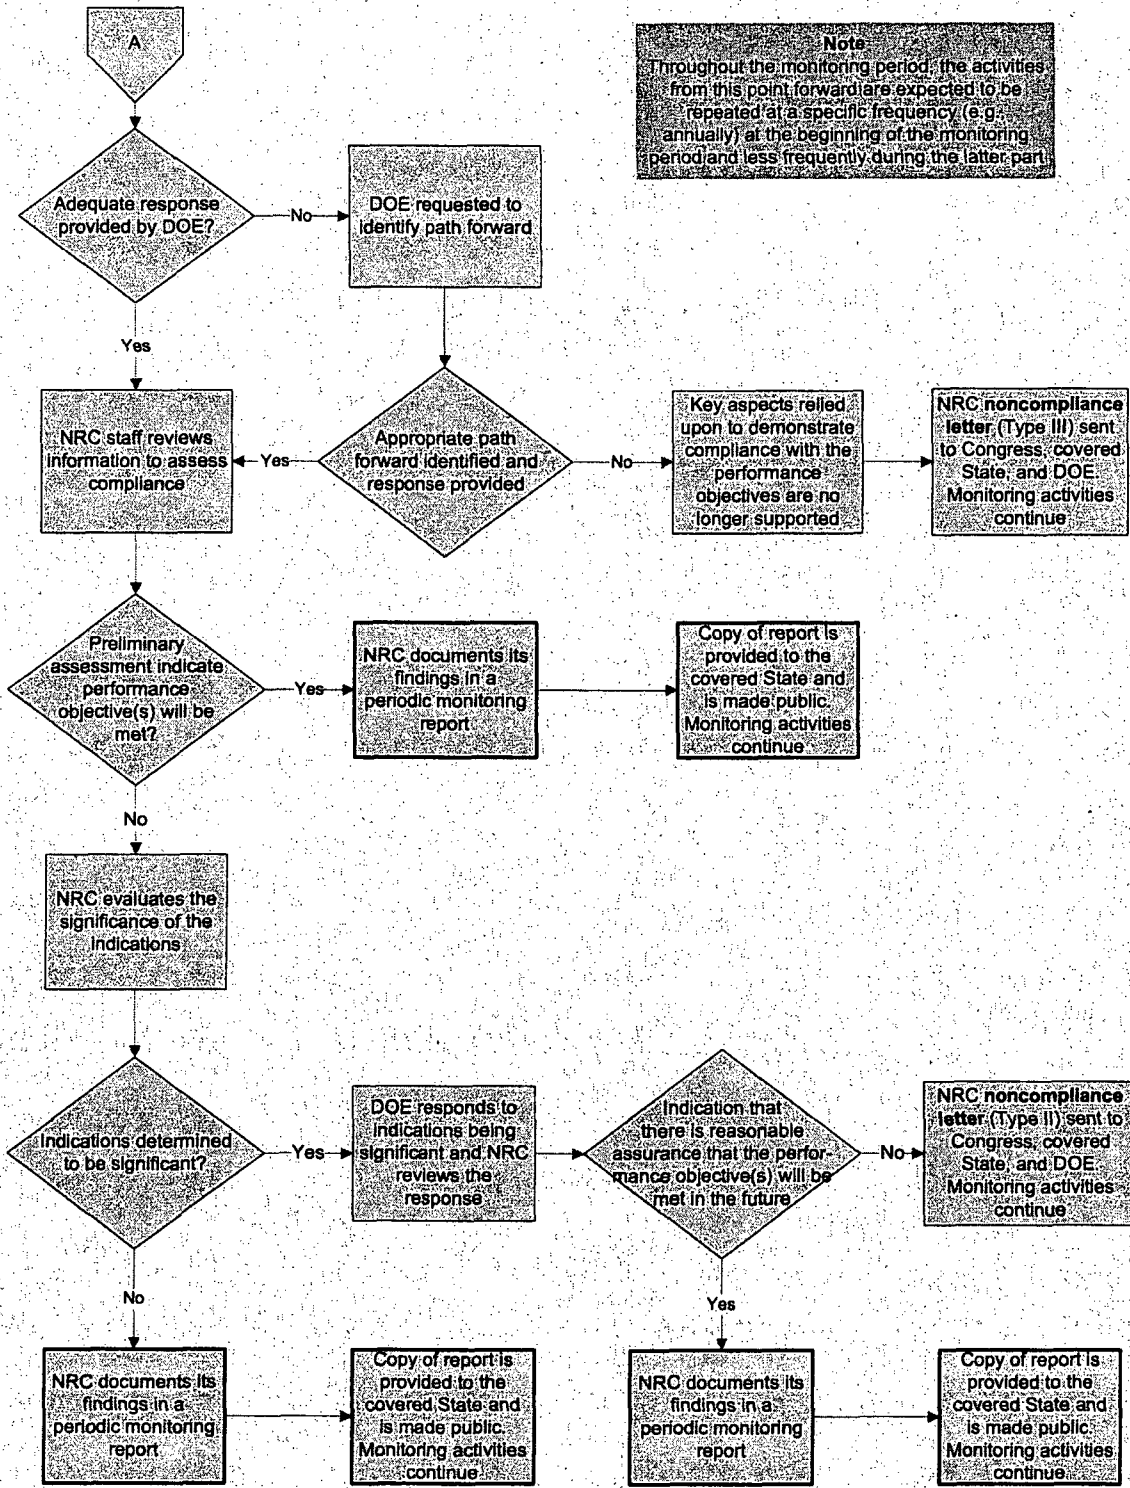 A
Note
Throughout the monitoring period, the activities
from this point forward are expected to be
repeated at a specific frequency (e.g.,
annually) at the beginning of the monitoring
period and less frequently during the latter part
Adequate response
provided by DOE?
No
DOE requested to
identify path forward
Yes
NRC staff reviews
information to assess
compliance
Yes
Appropriate path
forward identified and
response provided
No
Key aspects relied
upon to demonstrate
compliance with the
performance
objectives are no
longer supported
NRC noncompliance
letter (Type III) sent
to Congress, covered
State, and DOE.
Monitoring activities
continue
Preliminary
assessment indicate
performance
objective(s) will be
met?
Yes
NRC documents its
findings in a
periodic monitoring
report
Copy of report is
provided to the
covered State and
is made public.
Monitoring activities
continue
No
NRC evaluates the
significance of the
indications
Indications determined
to be significant?
Yes
DOE responds to
indications being
significant and NRC
reviews the
response
Indication that
there is reasonable
assurance that the perfor-
mance objective(s) will be
met in the future
No
NRC noncompliance
letter (Type II) sent to
Congress, covered
State, and DOE.
Monitoring activities
continue
No
NRC documents its
findings in a
periodic monitoring
report
Copy of report is
provided to the
covered State and
is made public.
Monitoring activities
continue
Yes
NRC documents its
findings in a
periodic monitoring
report
Copy of report is
provided to the
covered State and
is made public.
Monitoring activities
continue